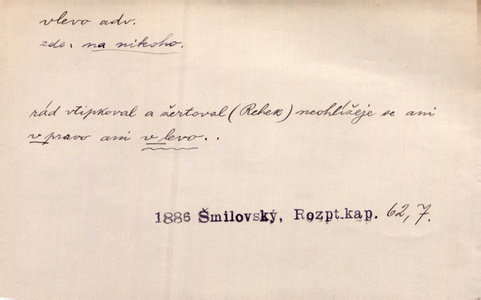 vlevo adv.
zde, na nikoho.
rád vtipkoval a žertoval (Rehek) neohlížeje se ani
v pravo ani v levo..
1886 Šmilovský, Rozpt.kap. 62,7.